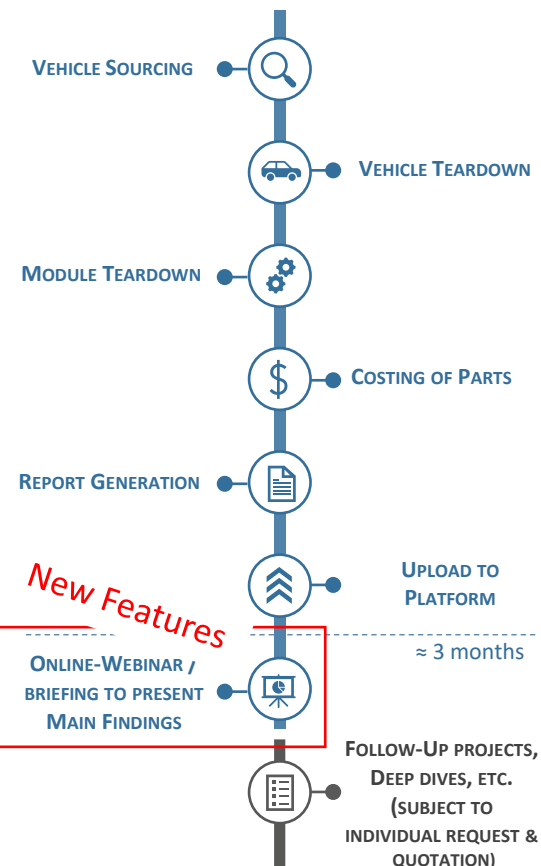 VEHICLE SOURCING
VEHICLE TEARDOWN
MODULE TEARDOWN
$
COSTING OF PARTS
REPORT GENERATION
UPLOAD TO
PLATFORM
New Features
≈ 3 months
ONLINE-WEBINAR /
BRIEFING TO PRESENT
MAIN FINDINGS
FOLLOW-UP PROJECTS,
DEEP DIVES, ETC.
(SUBJECT TO
INDIVIDUAL REQUEST &
QUOTATION)